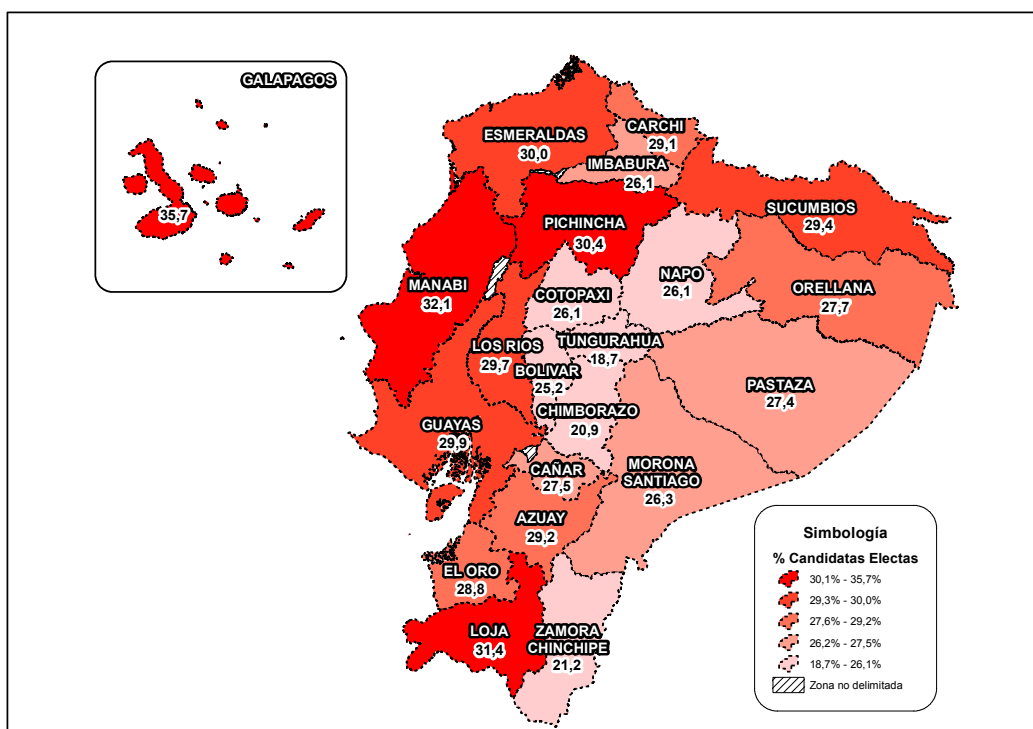 GALAPAGOS
35,7
ESMERALDAS
30,0
CARCHI
29,1
IMBABURA
26,1
SUCUMBIOS
29,4
PICHINCHA
30,4
MANABI
32,1
COTOPAXI
26,1
NAPO
26,1
ORELLANA
27,7
LOS RIOS
29,7
TUNGURAHUA
18,7
BOLIVAR
25,2
PASTAZA
27,4
CHIMBORAZO
20,9
GUAYAS
29,9
CAÑAR
27,5
MORONA
SANTIAGO
26,3
AZUAY
29,2
EL ORO
28,8
LOJA
31,4
ZAMORA
CHINCHIPE
21,2
Simbología
% Candidatas Electas
30,1% - 35,7%
29,3% - 30,0%
27,6% - 29,2%
26,2% - 27,5%
18,7% - 26,1%
Zona no delimitada